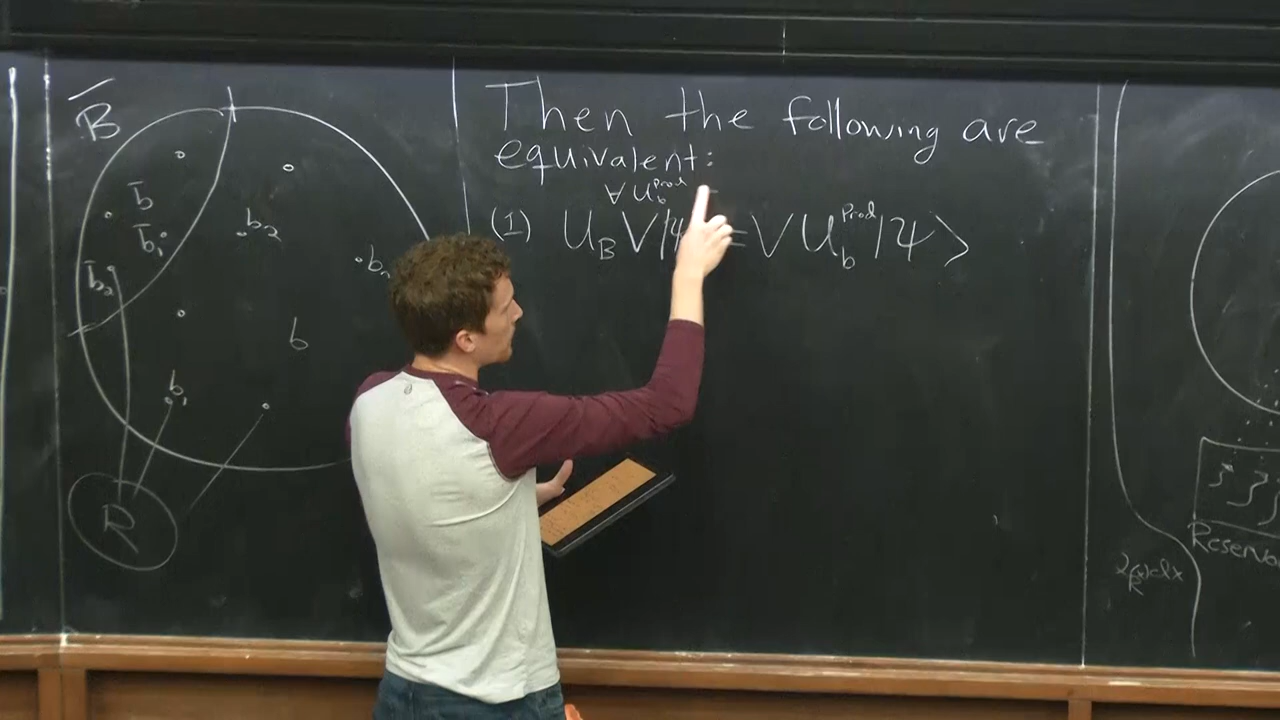 B̅
b̅
b̅₁
b₂
b̅₂
b
b₁
R
Then the following are
equivalent:
∀ U_b^prod
(1) U_B V|ψ = V U_b^Prod |ψ⟩
Reservo